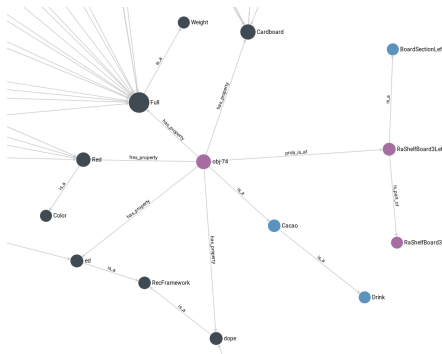 Weight
Cardboard
BoardSectionLef
is_a
Full
is_a
has_property
has_property
Red
has_property
obj-74
prob_is_at
RaShelfBoard3Lef
is_a
is_a
is_part_of
Color
has_property
Cacao
has_property
RaShelfBoard3
ed
is_a
is_a
RecFramework
Drink
is_a
dope